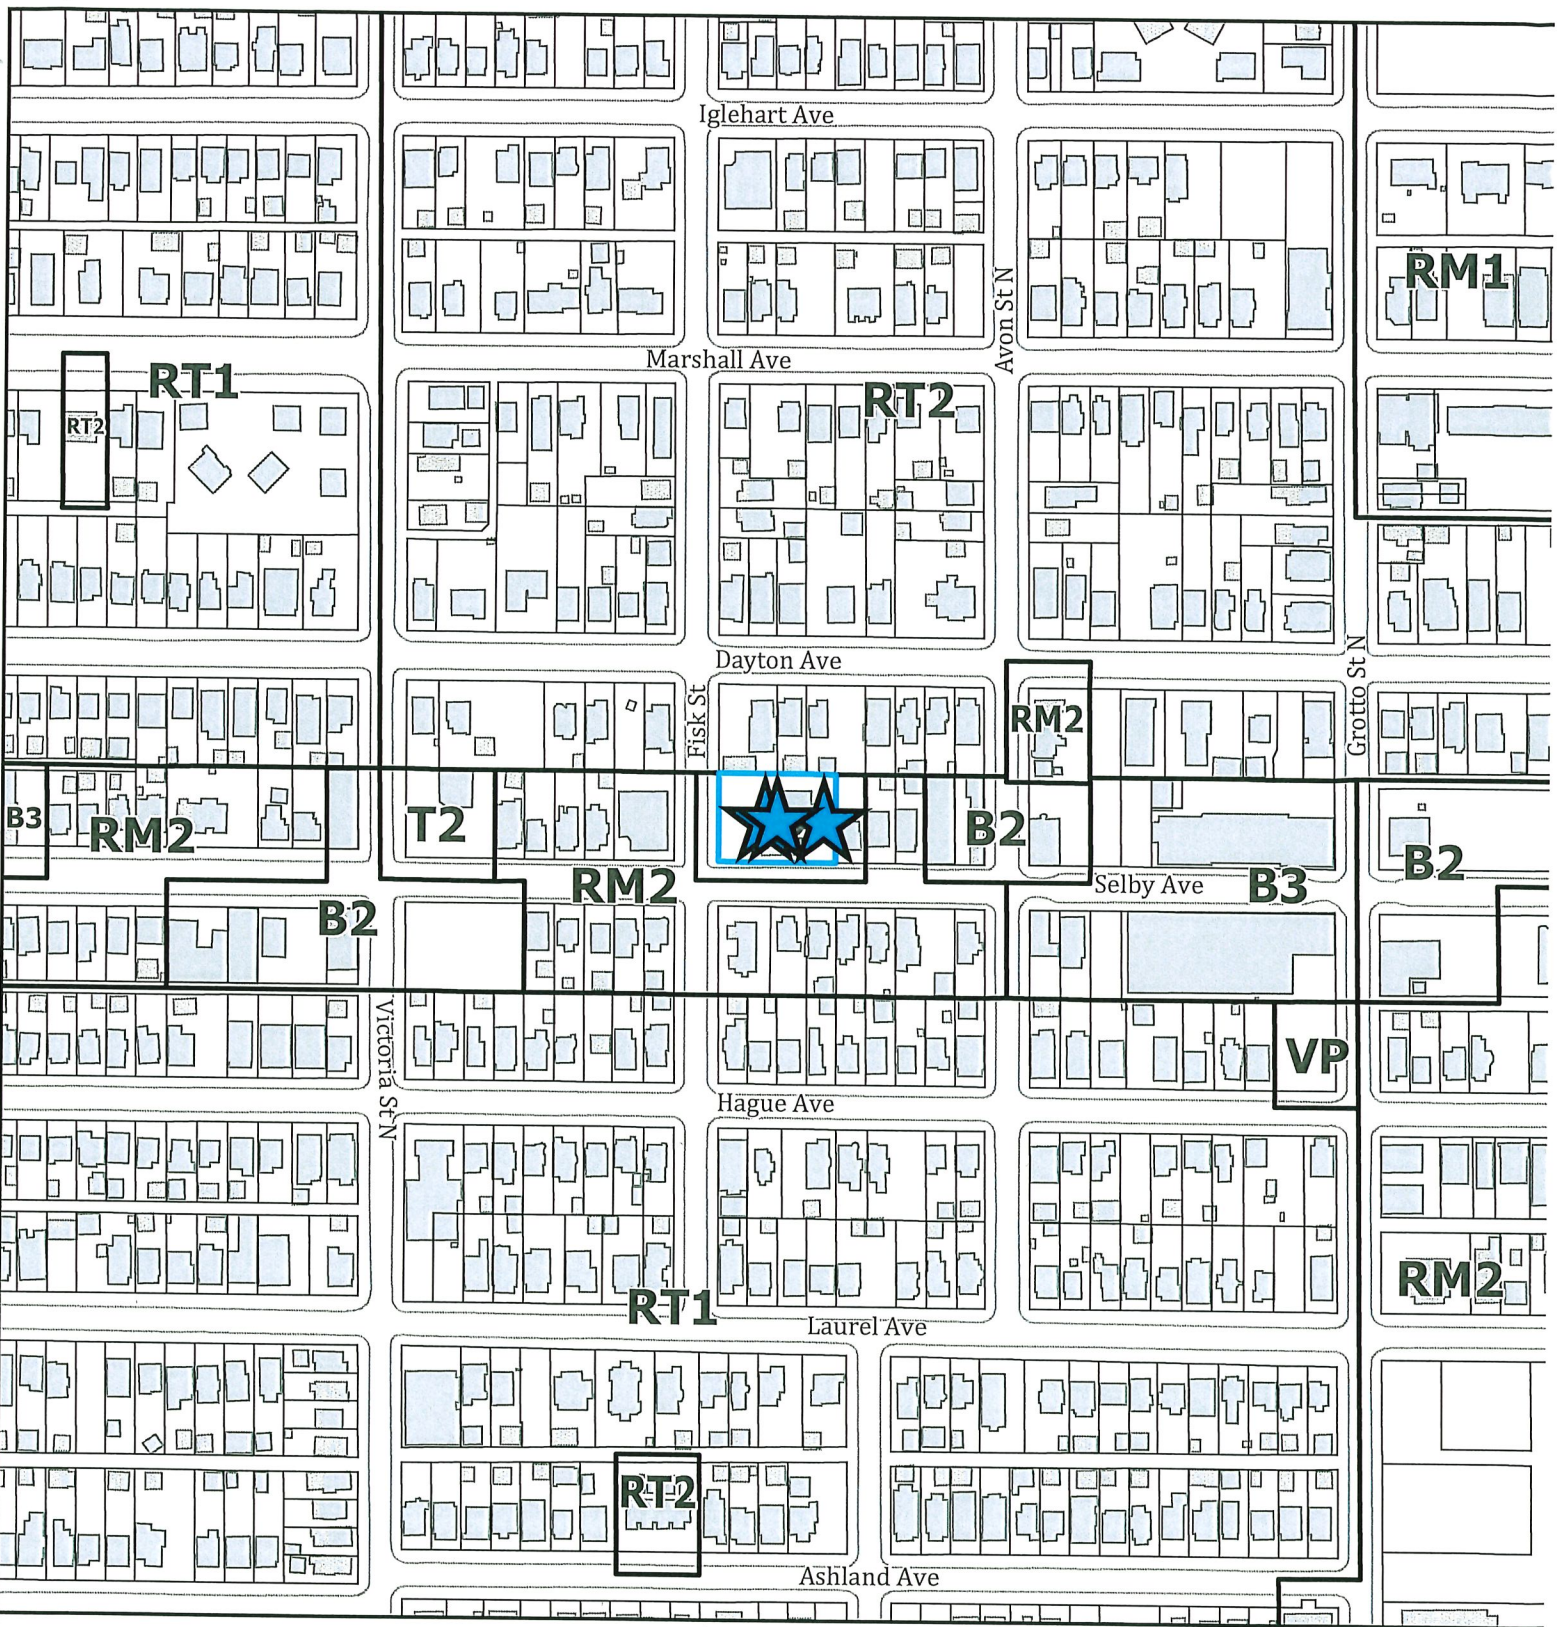 Iglehart Ave
Avon St N
RM1
Marshall Ave
RT1
RT2
RT2
Dayton Ave
Grotto St N
Fisk St
RM2
B3
RM2
T2
B2
B2
RM2
Selby Ave
B3
B2
Victoria St N
VP
Hague Ave
RM2
RT1
Laurel Ave
RT2
Ashland Ave